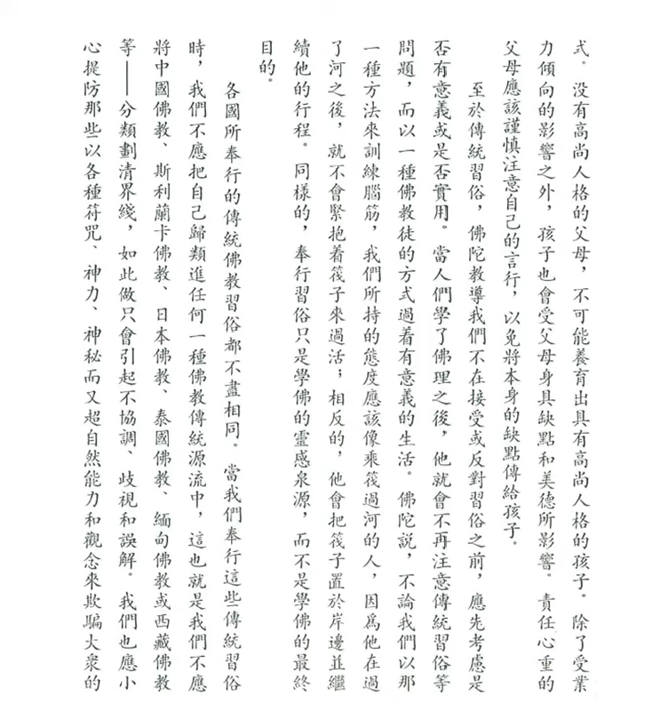 式。没有高尚人格的父母，不可能養育出具有高尚人格的孩子。除了受業
力傾向的影響之外，孩子也會受父母身具缺點和美德所影響。責任心重的
父母應該謹慎注意自己的言行，以免將本身的缺點傳給孩子。
至於傳統習俗，佛陀教導我們不在接受或反對習俗之前，應先考慮是
否有意義或是否實用。當人們學了佛理之後，他就會不再注意傳統習俗等
問題，而以一種佛教徒的方式過着有意義的生活。佛陀説，不論我們以那
一種方法來訓練腦筋，我們所持的態度應該像乘筏過河的人，因爲他在過
了河之後，就不會緊抱着筏子來過活；相反的，他會把筏子置於岸邊並繼
續他的行程。同樣的，奉行習俗只是學佛的靈感泉源，而不是學佛的最終
目的。
各國所奉行的傳統佛教習俗都不盡相同。當我們奉行這些傳統習俗
時，我們不應把自己歸類進任何一種佛教傳統源流中，這也就是我們不應
將中國佛教、斯利蘭卡佛教、日本佛教、泰國佛教、緬甸佛教或西藏佛教
等——分類劃清界綫，如此做只會引起不協調、歧視和誤解。我們也應小
心提防那些以各種符咒、神力、神秘而又超自然能力和觀念來欺騙大衆的